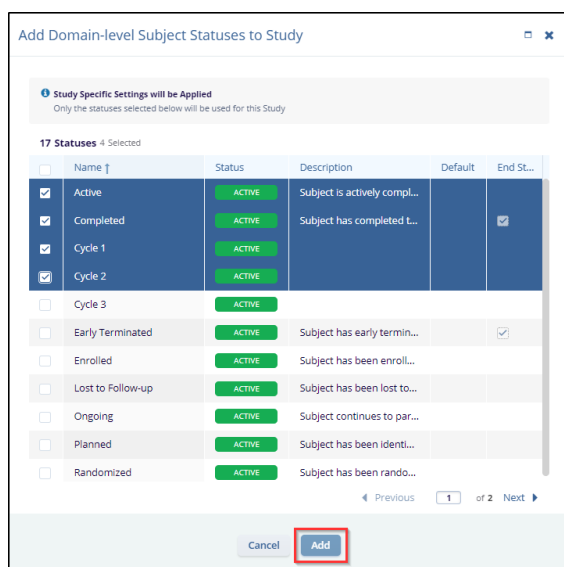 Add Domain-level Subject Statuses to Study
Study Specific Settings will be Applied
Only the statuses selected below will be used for this Study
17 Statuses 4 Selected
Name Status Description Default End St...
Active ACTIVE Subject is actively compl...
Completed ACTIVE Subject has completed t...
Cycle 1 ACTIVE
Cycle 2 ACTIVE
Cycle 3 ACTIVE
Early Terminated ACTIVE Subject has early termin...
Enrolled ACTIVE Subject has been enroll...
Lost to Follow-up ACTIVE Subject has been lost to...
Ongoing ACTIVE Subject continues to par...
Planned ACTIVE Subject has been identi...
Randomized ACTIVE Subject has been rando...
Previous 1 of 2 Next
Cancel Add